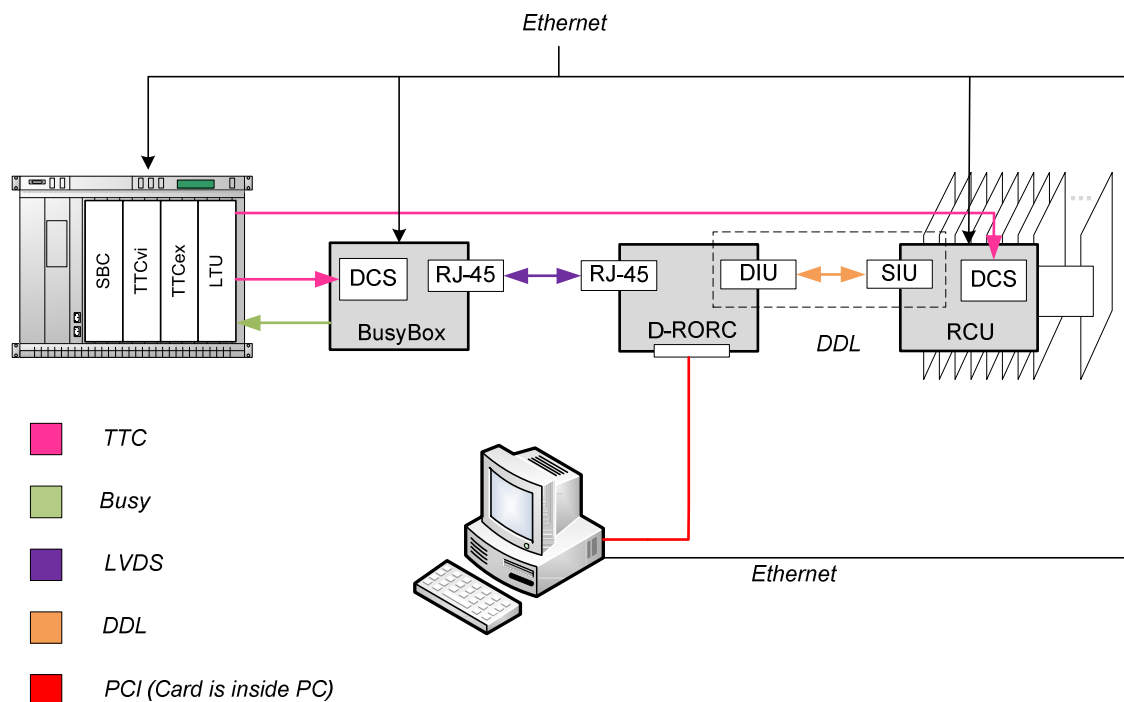 Ethernet
SBC
TTCvi
TTCex
LTU
DCS
RJ-45
BusyBox
RJ-45
DIU
D-RORC
SIU
DDL
DCS
RCU
...
TTC
Busy
LVDS
DDL
PCI (Card is inside PC)
Ethernet